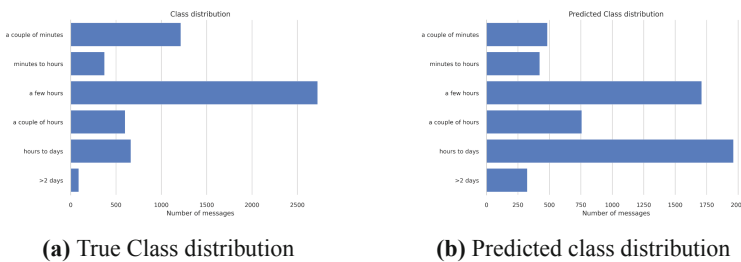 Class distribution
a couple of minutes
minutes to hours
a few hours
a couple of hours
hours to days
>2 days
0 500 1000 1500 2000 2500
Number of messages
(a) True Class distribution
Predicted Class distribution
a couple of minutes
minutes to hours
a few hours
a couple of hours
hours to days
>2 days
0 250 500 750 1000 1250 1500 1750 200
Number of messages
(b) Predicted class distribution